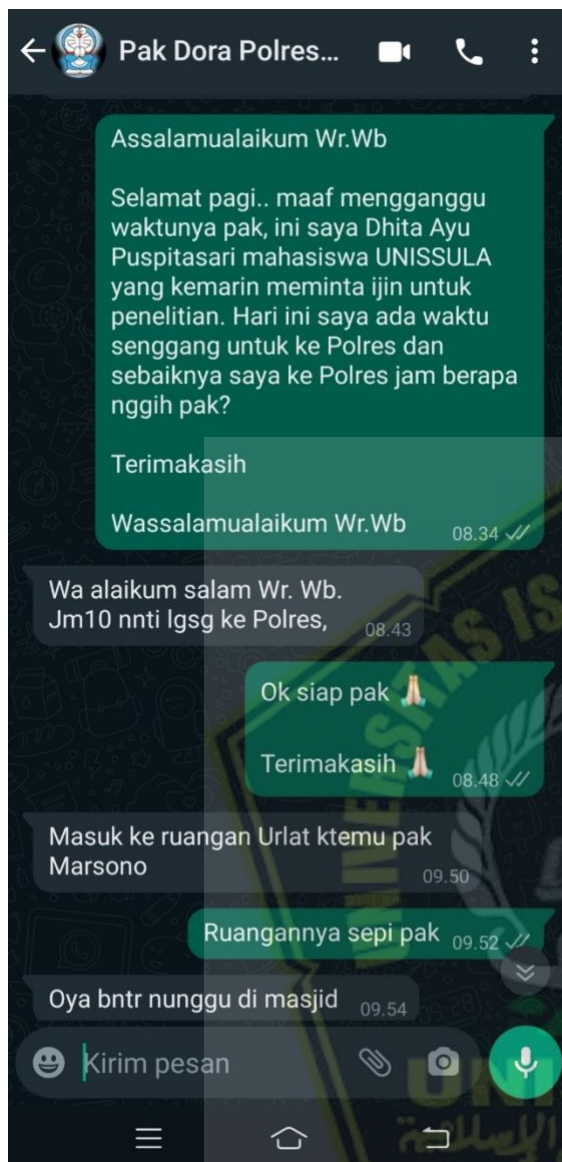 Pak Dora Polres...
Assalamualaikum Wr.Wb
Selamat pagi.. maaf mengganggu
waktunya pak, ini saya Dhita Ayu
Puspitasari mahasiswa UNISSULA
yang kemarin meminta ijin untuk
penelitian. Hari ini saya ada waktu
senggang untuk ke Polres dan
sebaiknya saya ke Polres jam berapa
nggih pak?
Terimakasih
Wassalamualaikum Wr.Wb 08.34
Wa alaikum salam Wr. Wb.
Jm10 nnti lgsg ke Polres, 08.43
Ok siap pak 🙏🏻
Terimakasih 🙏🏻 08.48
Masuk ke ruangan Urlat ktemu pak
Marsono 09.50
Ruangannya sepi pak 09.52
Oya bntr nunggu di masjid 09.54
Kirim pesan
UNIVERSITAS IS
UNI